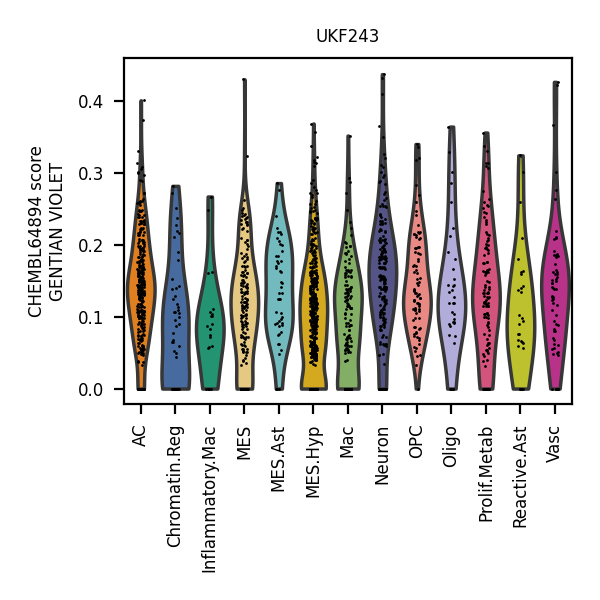 UKF243
CHEMBL64894 score
GENTIAN VIOLET
0.4
0.3
0.2
0.1
0.0
AC
Chromatin.Reg
Inflammatory.Mac
MES
MES.Ast
MES.Hyp
Mac
Neuron
OPC
Oligo
Prolif.Metab
Reactive.Ast
Vasc